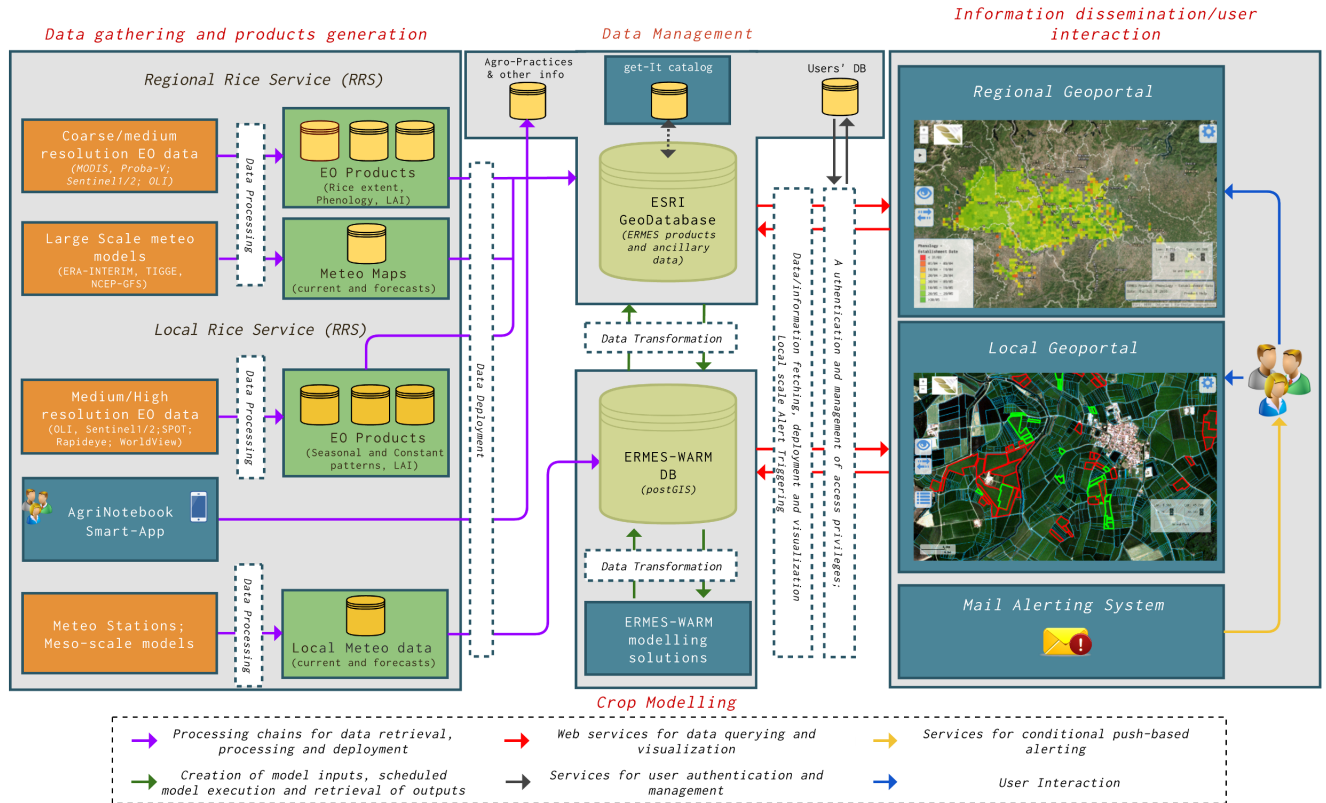 Data gathering and products generation
Data Management
Information dissemination/user
interaction
Regional Rice Service (RRS)
Coarse/medium
resolution EO data
(MODIS, Proba-V;
Sentinel1/2; OLI)
Data Processing
EO Products
(Rice extent,
Phenology, LAI)
Large Scale meteo
models
(ERA-INTERIM, TIGGE,
NCEP-GFS)
Meteo Maps
(current and forecasts)
Local Rice Service (RRS)
Medium/High
resolution EO data
(OLI, Sentinel1/2;SPOT;
Rapideye; WorldView)
Data Processing
EO Products
(Seasonal and Constant
patterns, LAI)
AgriNotebook
Smart-App
Meteo Stations;
Meso-scale models
Data Processing
Local Meteo data
(current and forecasts)
Data Deployment
Agro-Practices
& other info
get-It catalog
Users' DB
ESRI
GeoDatabase
(ERMES products
and ancillary
data)
Data Transformation
ERMES-WARM
DB
(postGIS)
Data Transformation
ERMES-WARM
modelling
solutions
Crop Modelling
Data/information fetching, deployment and visualization
Local scale Alert Triggering
Authentication and management of access privileges;
Regional Geoportal
Local Geoportal
Mail Alerting System
Processing chains for data retrieval,
processing and deployment
Web services for data querying and
visualization
Services for conditional push-based
alerting
Creation of model inputs, scheduled
model execution and retrieval of outputs
Services for user authentication and
management
User Interaction